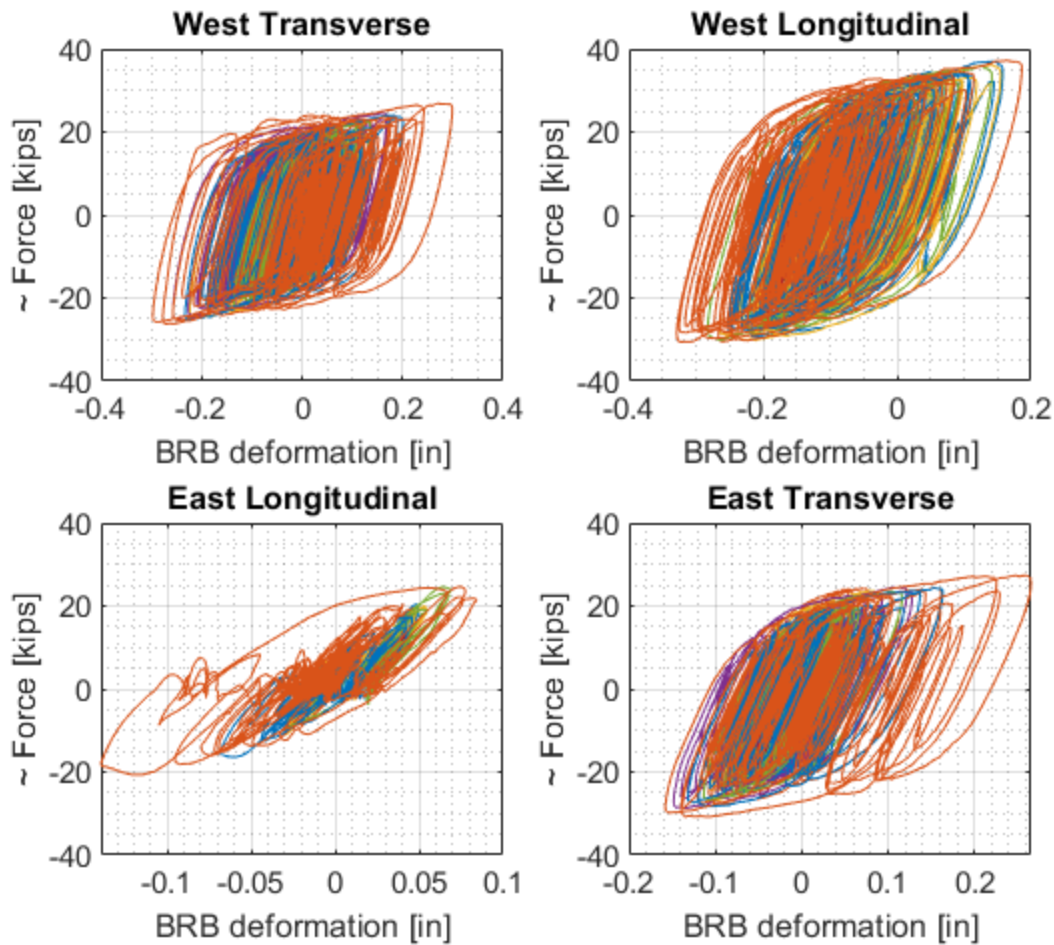 West Transverse
40
20
0
-20
-40
-0.4 -0.2 0 0.2 0.4
~ Force [kips]
BRB deformation [in]
West Longitudinal
40
20
0
-20
-40
-0.4 -0.2 0 0.2
~ Force [kips]
BRB deformation [in]
East Longitudinal
40
20
0
-20
-40
-0.1 -0.05 0 0.05 0.1
~ Force [kips]
BRB deformation [in]
East Transverse
40
20
0
-20
-40
-0.2 -0.1 0 0.1 0.2
~ Force [kips]
BRB deformation [in]